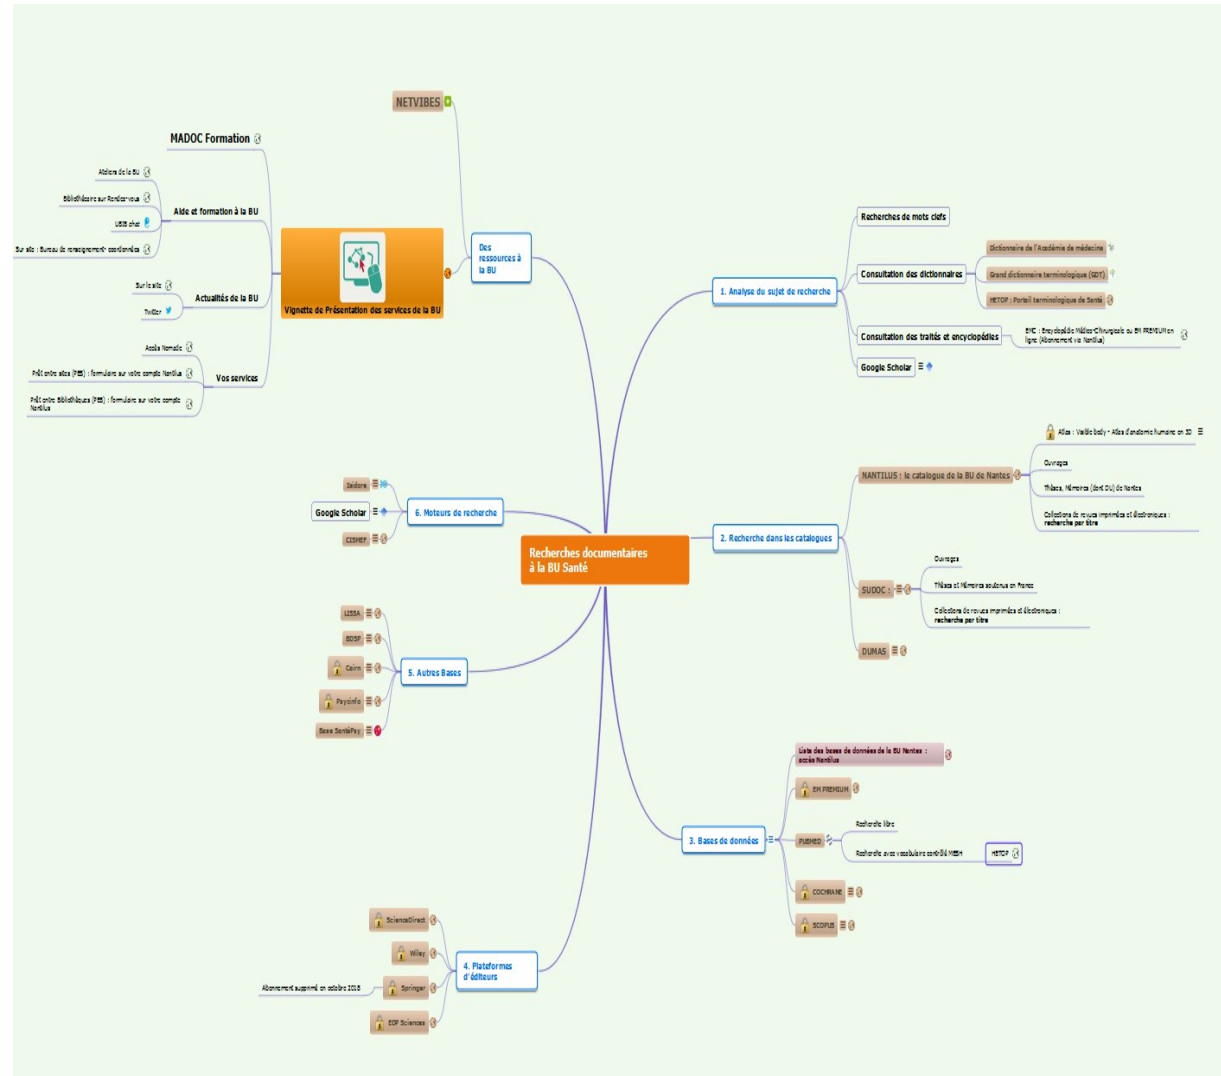 NETVIBES
MADOC Formation
Ateliers de la BU
Bibliothécaire sur Rendez-vous
UBIB chat
Sur site : Bureau de renseignement- coordonnées
Aide et formation à la BU
Sur le site
Twitter
Actualités de la BU
Accès Nomade
Prêt entre sites (PES) : formulaire sur votre compte Nantilus
Prêt entre Bibliothèques (PEB) : formulaire sur votre compte
Nantilus
Vos services
Vignette de Présentation des services de la BU
Des
ressources à
la BU
1. Analyse du sujet de recherche
Recherches de mots clefs
Consultation des dictionnaires
Dictionnaire de l'Académie de médecine
Grand dictionnaire terminologique (GDT)
HETOP : Portail terminologique de Santé
Consultation des traités et encyclopédies
EMC : Encyclopédie Médico-Chirurgicale ou EM PREMIUM en
ligne (Abonnement via Nantilus)
Google Scholar
Recherches documentaires
à la BU Santé
2. Recherche dans les catalogues
NANTILUS : le catalogue de la BU de Nantes
Atlas : Visible body - Atlas d'anatomie humaine en 3D
Ouvrages
Thèses, Mémoires (dont DU) de Nantes
Collections de revues imprimées et électroniques :
recherche par titre
SUDOC :
Ouvrages
Thèses et Mémoires soutenus en France
Collections de revues imprimées et électroniques :
recherche par titre
DUMAS
3. Bases de données
Liste des bases de données de la BU Nantes :
accès Nantilus
EM PREMIUM
PUBMED
Recherche libre
Recherche avec vocabulaire contrôlé MESH
HETOP
COCHRANE
SCOPUS
4. Plateformes
d'éditeurs
ScienceDirect
Wiley
Springer
Abonnement supprimé en octobre 2018
EDP Sciences
5. Autres Bases
LISSA
BDSP
Cairn
Psycinfo
Base SantéPsy
6. Moteurs de recherche
Isidore
Google Scholar
CISMEF